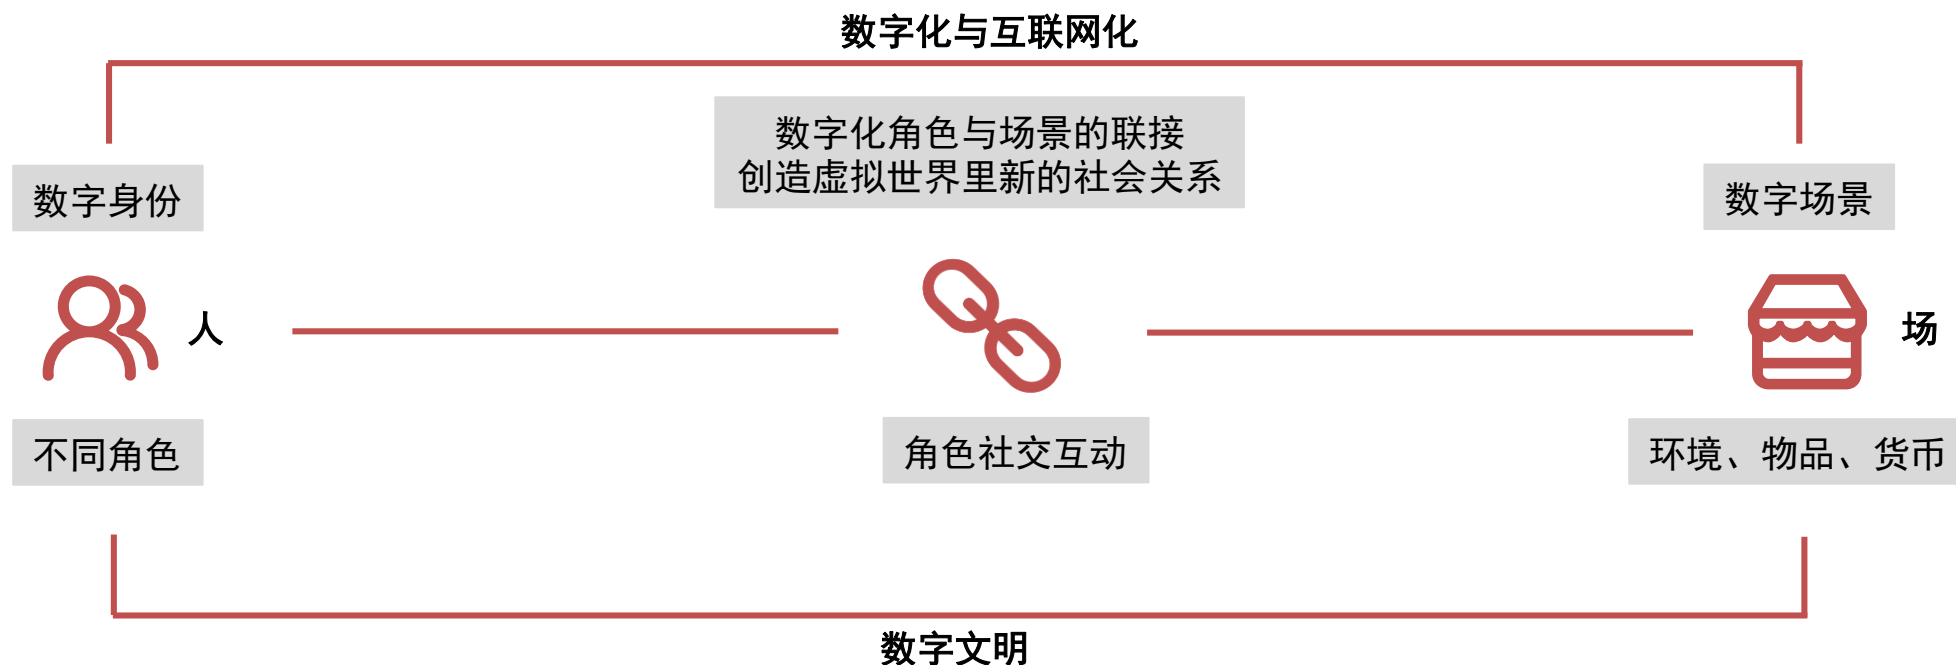 数字化与互联网化
数字化角色与场景的联接
创造虚拟世界里新的社会关系
数字身份
数字场景
人
场
不同角色
角色社交互动
环境、物品、货币
数字文明